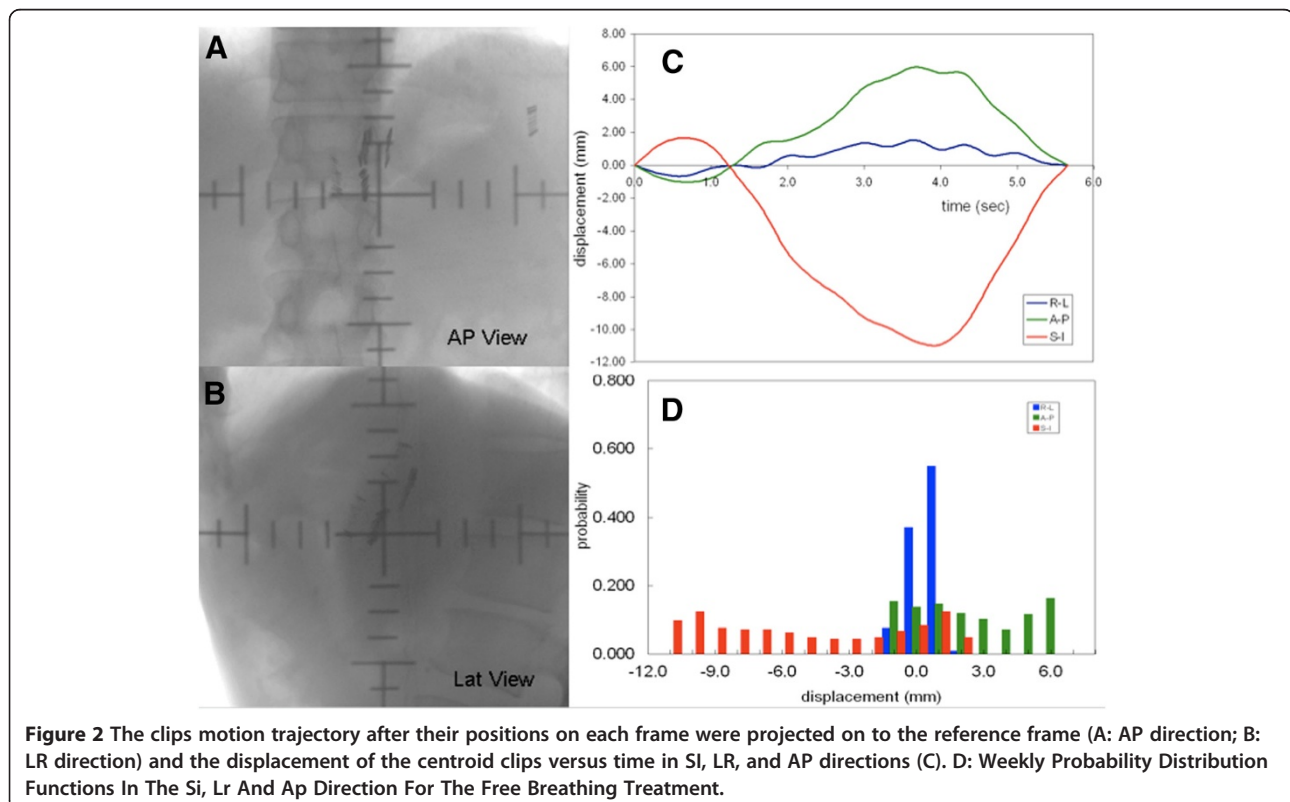 A
AP View
B
Lat View
C
8.00
6.00
4.00
2.00
0.00
-2.00
-4.00
-6.00
-8.00
-10.00
-12.00
displacement (mm)
0.0 1.0 2.0 3.0 4.0 5.0 6.0
time (sec)
R-L
A-P
S-I
D
0.800
0.600
0.400
0.200
0.000
probability
R-L
A-P
S-I
-12.0 -9.0 -6.0 -3.0 0.0 3.0 6.0
displacement (mm)
Figure 2 The clips motion trajectory after their positions on each frame were projected on to the reference frame (A: AP direction; B:
LR direction) and the displacement of the centroid clips versus time in SI, LR, and AP directions (C). D: Weekly Probability Distribution
Functions In The Si, Lr And Ap Direction For The Free Breathing Treatment.